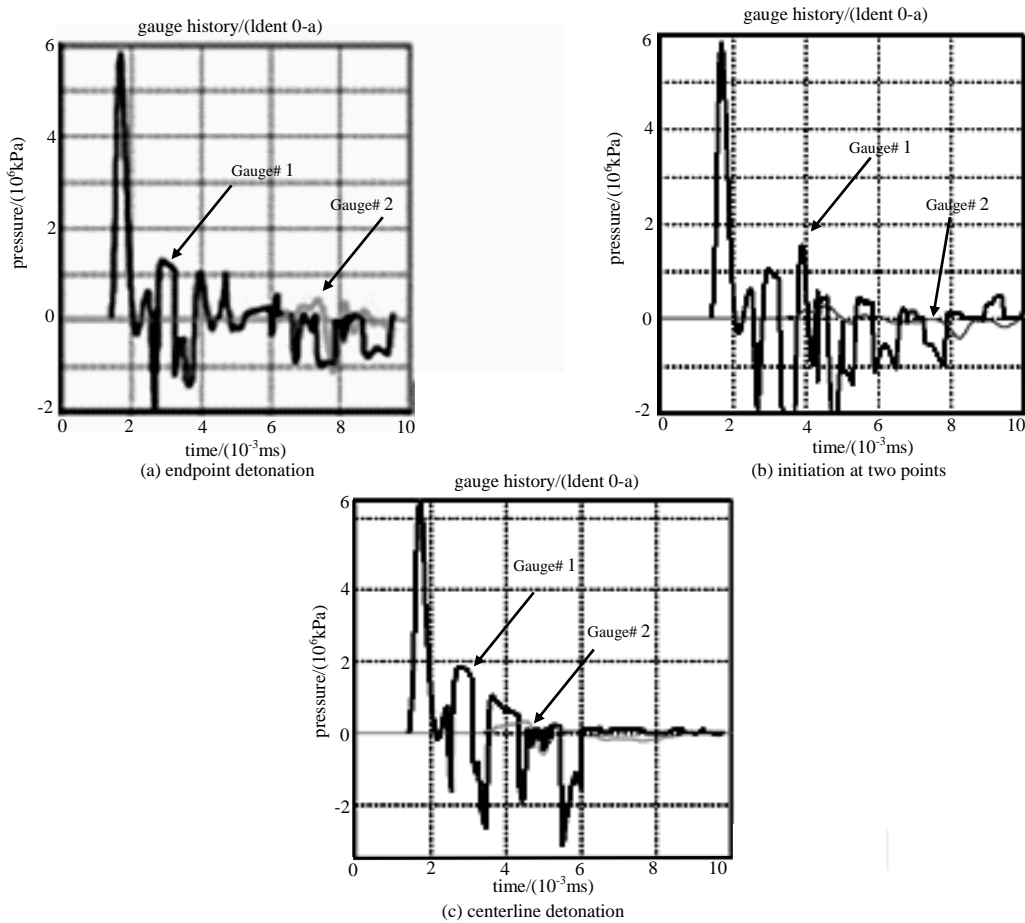 gauge history/(ldent 0-a)
6
4
2
0
-2
pressure/(10⁶kPa)
Gauge# 1
Gauge# 2
0 2 4 6 8 10
time/(10⁻³ms)
(a) endpoint detonation
gauge history/(ldent 0-a)
6
4
2
0
-2
pressure/(10⁶kPa)
Gauge# 1
Gauge# 2
0 2 4 6 8 10
time/(10⁻³ms)
(b) initiation at two points
gauge history/(ldent 0-a)
6
4
2
0
-2
pressure/(10⁶kPa)
Gauge# 1
Gauge# 2
0 2 4 6 8 10
time/(10⁻³ms)
(c) centerline detonation